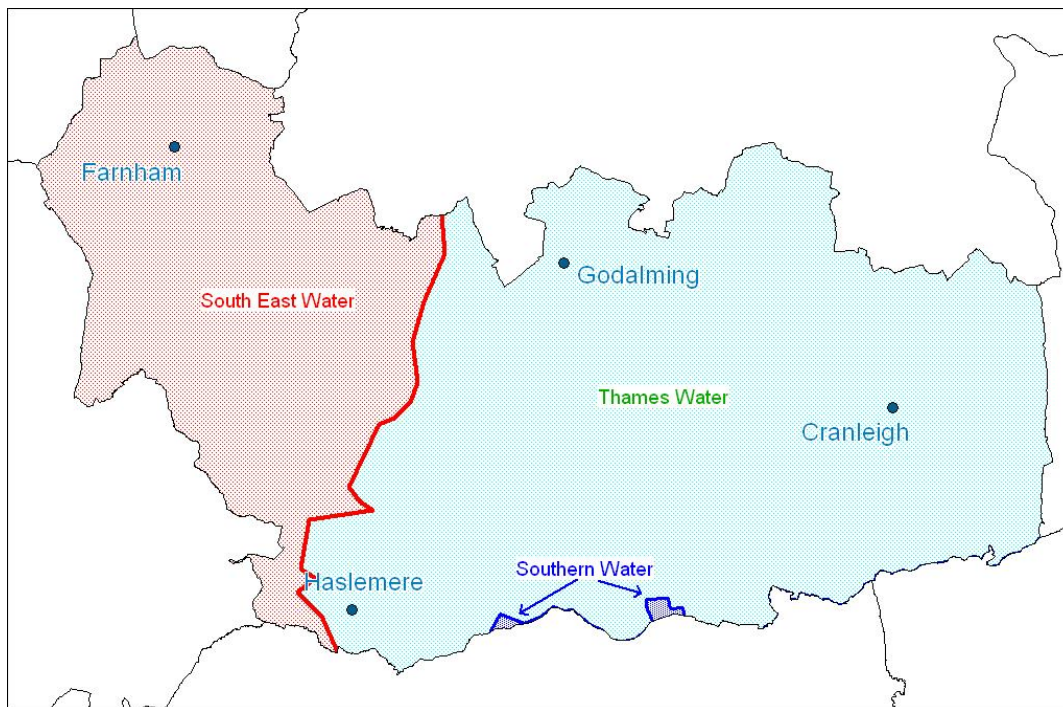 Farnham
Godalming
South East Water
Thames Water
Cranleigh
Southern Water
Haslemere